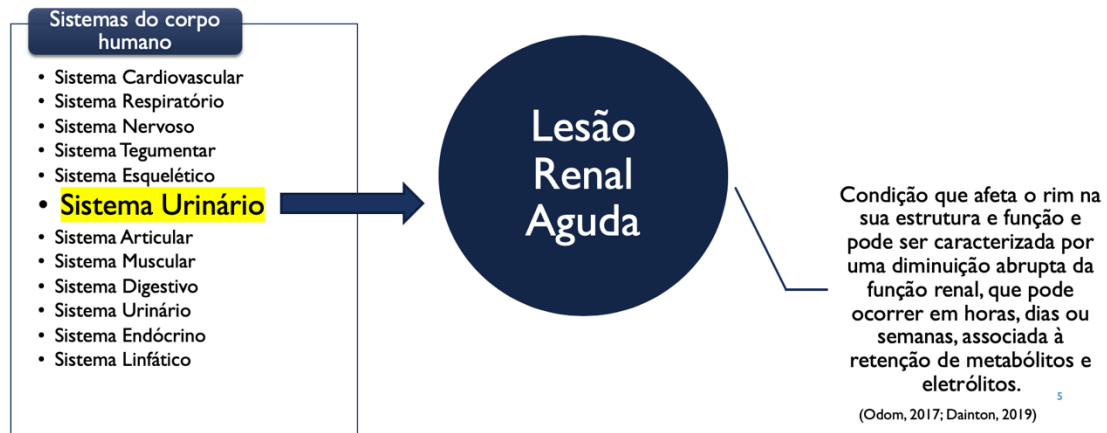 Sistemas do corpo
humano
• Sistema Cardiovascular
• Sistema Respiratório
• Sistema Nervoso
• Sistema Tegumentar
• Sistema Esquelético
• Sistema Urinário
• Sistema Articular
• Sistema Muscular
• Sistema Digestivo
• Sistema Urinário
• Sistema Endócrino
• Sistema Linfático
Lesão
Renal
Aguda
Condição que afeta o rim na
sua estrutura e função e
pode ser caracterizada por
uma diminuição abrupta da
função renal, que pode
ocorrer em horas, dias ou
semanas, associada à
retenção de metabólitos e
eletrólitos.
5
(Odom, 2017; Dainton, 2019)